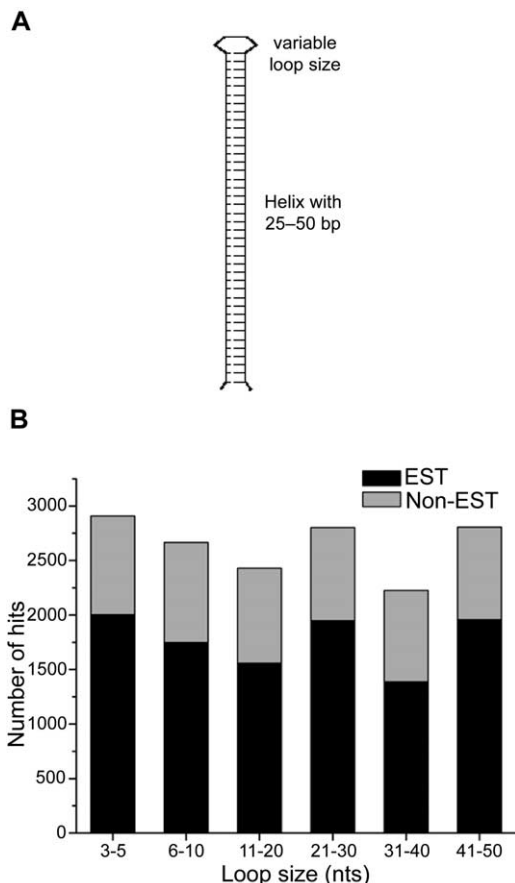 A
variable
loop size
Helix with
25–50 bp
B
EST
Non-EST
3000
2500
2000
1500
1000
500
0
Number of hits
3-5 6-10 11-20 21-30 31-40 41-50
Loop size (nts)